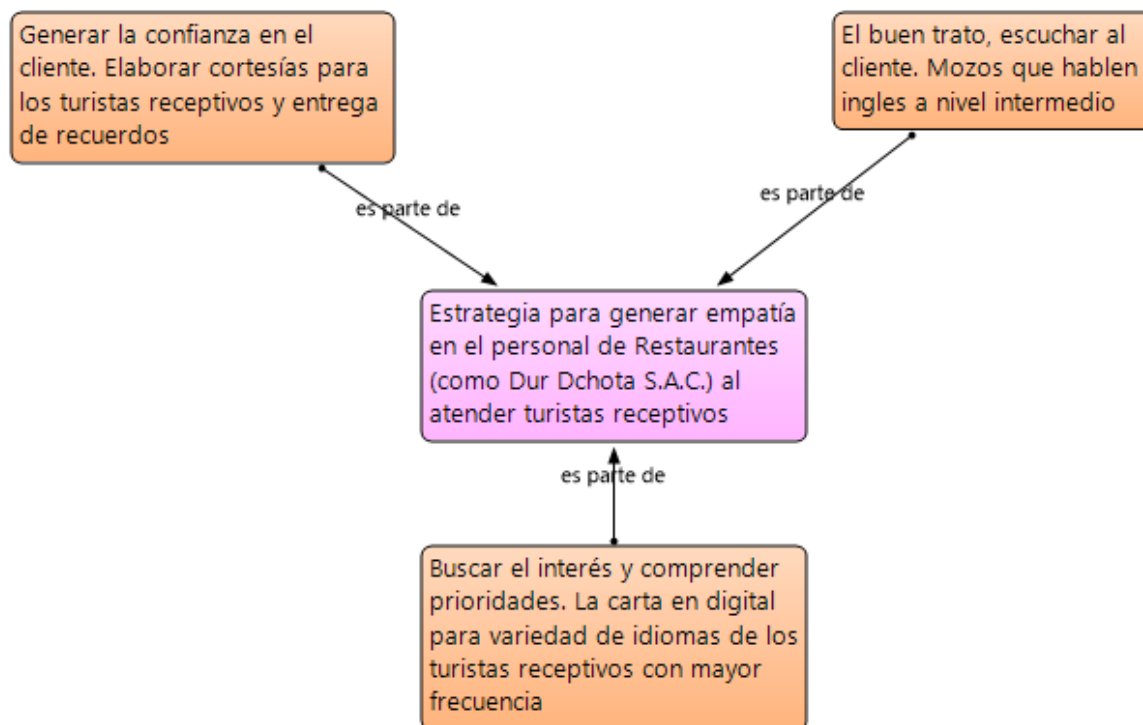 Generar la confianza en el
cliente. Elaborar cortesías para
los turistas receptivos y entrega
de recuerdos
El buen trato, escuchar al
cliente. Mozos que hablen
ingles a nivel intermedio
es parte de
es parte de
Estrategia para generar empatía
en el personal de Restaurantes
(como Dur Dchota S.A.C.) al
atender turistas receptivos
es parte de
Buscar el interés y comprender
prioridades. La carta en digital
para variedad de idiomas de los
turistas receptivos con mayor
frecuencia